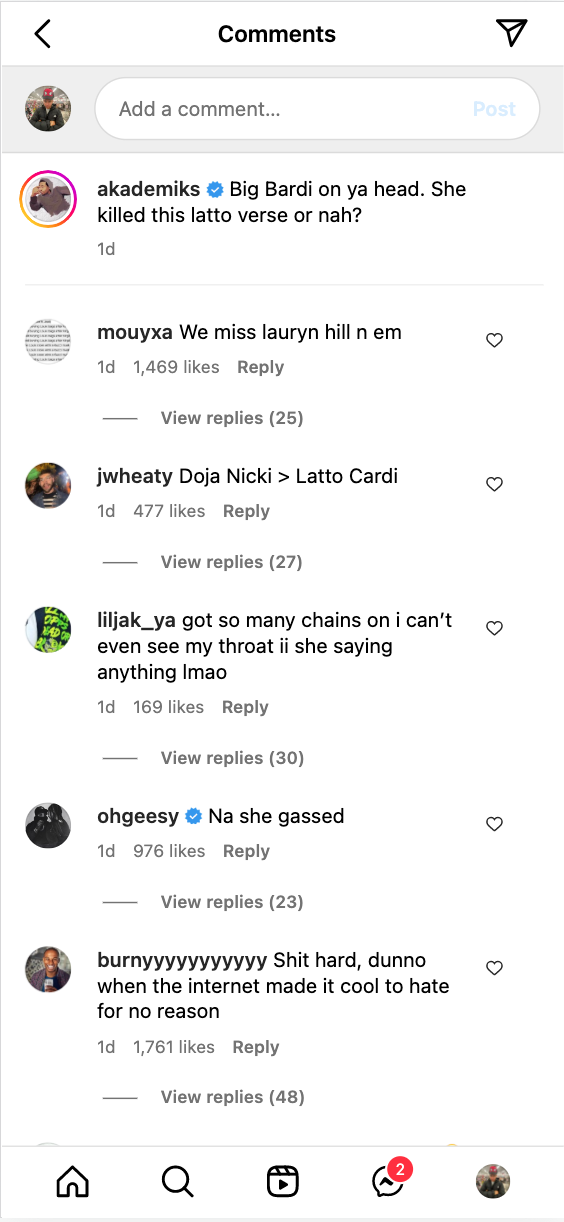 Comments
Add a comment... Post
akademiks Big Bardi on ya head. She
killed this latto verse or nah?
1d
mouyxa We miss lauryn hill n em
1d 1,469 likes Reply
View replies (25)
jwheaty Doja Nicki > Latto Cardi
1d 477 likes Reply
View replies (27)
liljak_ya got so many chains on i can’t
even see my throat ii she saying
anything lmao
1d 169 likes Reply
View replies (30)
ohgeesy Na she gassed
1d 976 likes Reply
View replies (23)
burnyyyyyyyyyyy Shit hard, dunno
when the internet made it cool to hate
for no reason
1d 1,761 likes Reply
View replies (48)
2